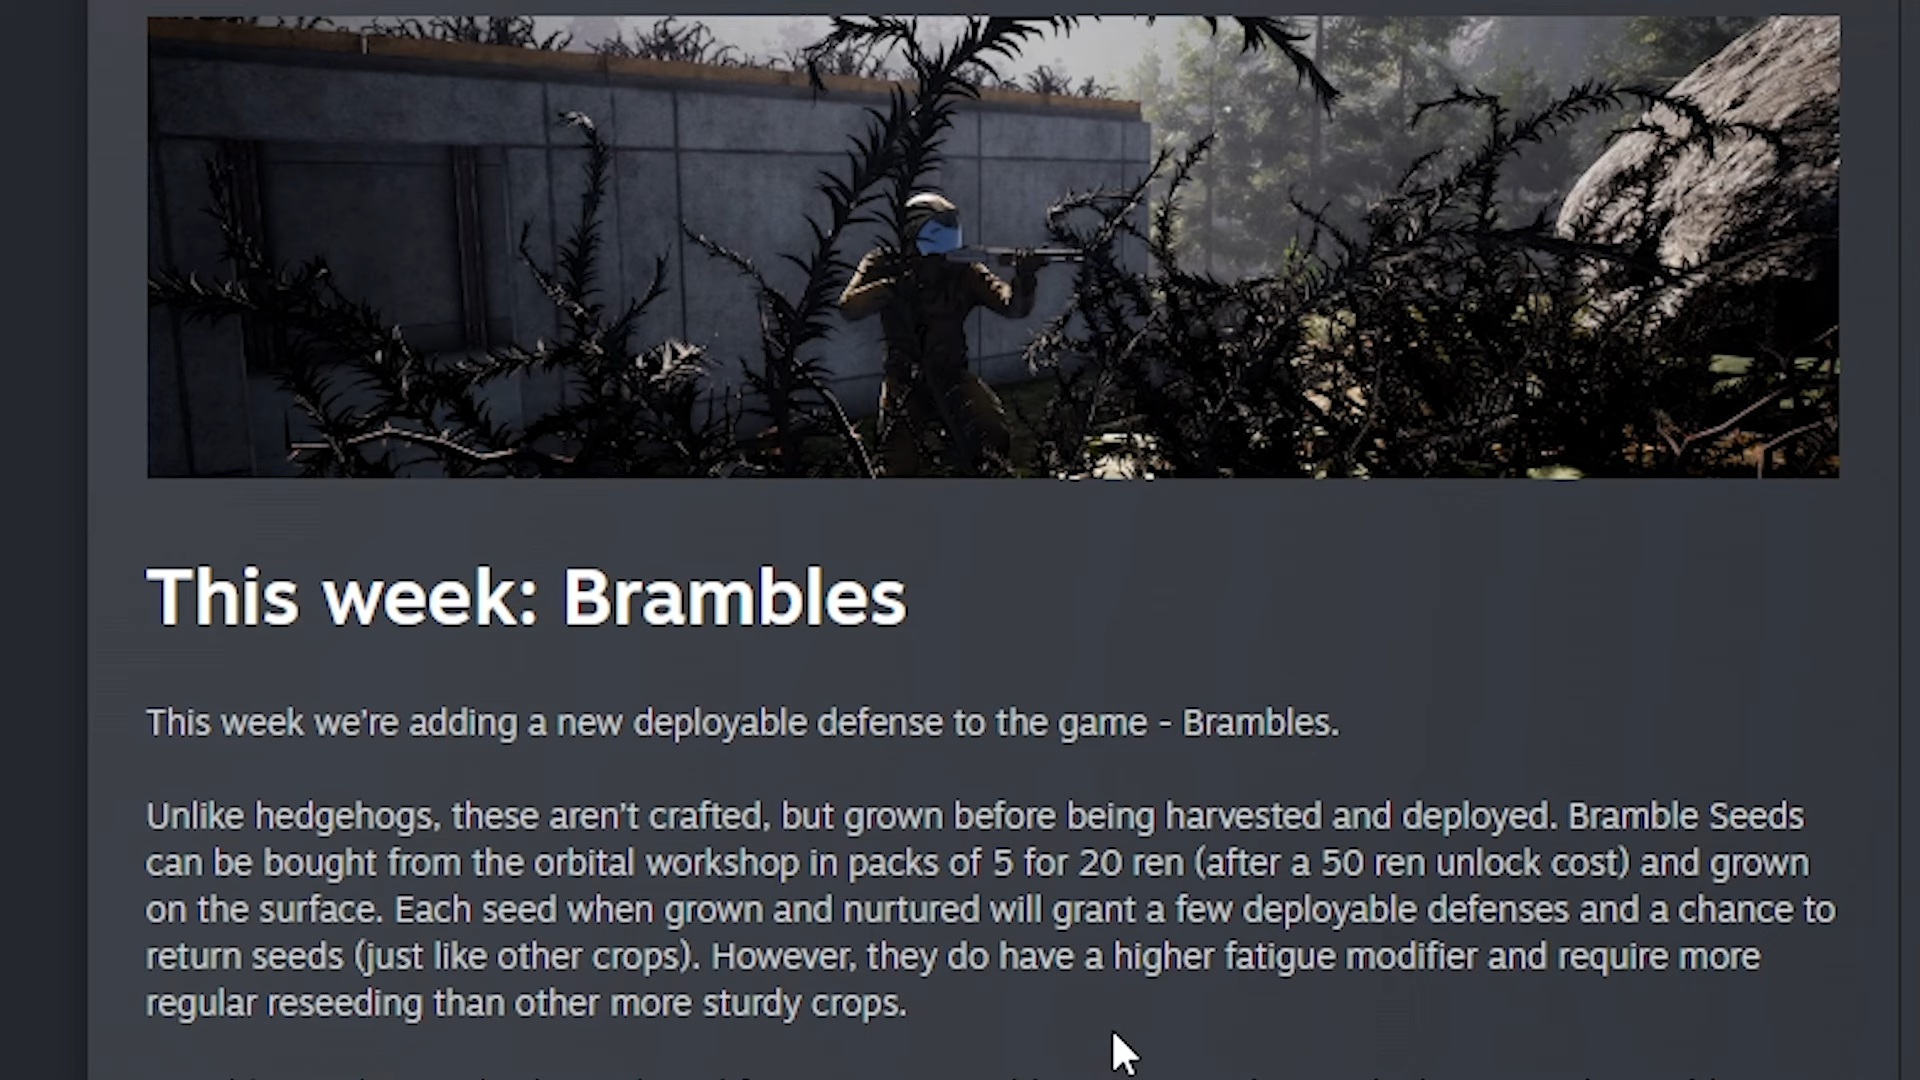 This week: Brambles
This week we're adding a new deployable defense to the game - Brambles.
Unlike hedgehogs, these aren't crafted, but grown before being harvested and deployed. Bramble Seeds
can be bought from the orbital workshop in packs of 5 for 20 ren (after a 50 ren unlock cost) and grown
on the surface. Each seed when grown and nurtured will grant a few deployable defenses and a chance to
return seeds (just like other crops). However, they do have a higher fatigue modifier and require more
regular reseeding than other more sturdy crops.